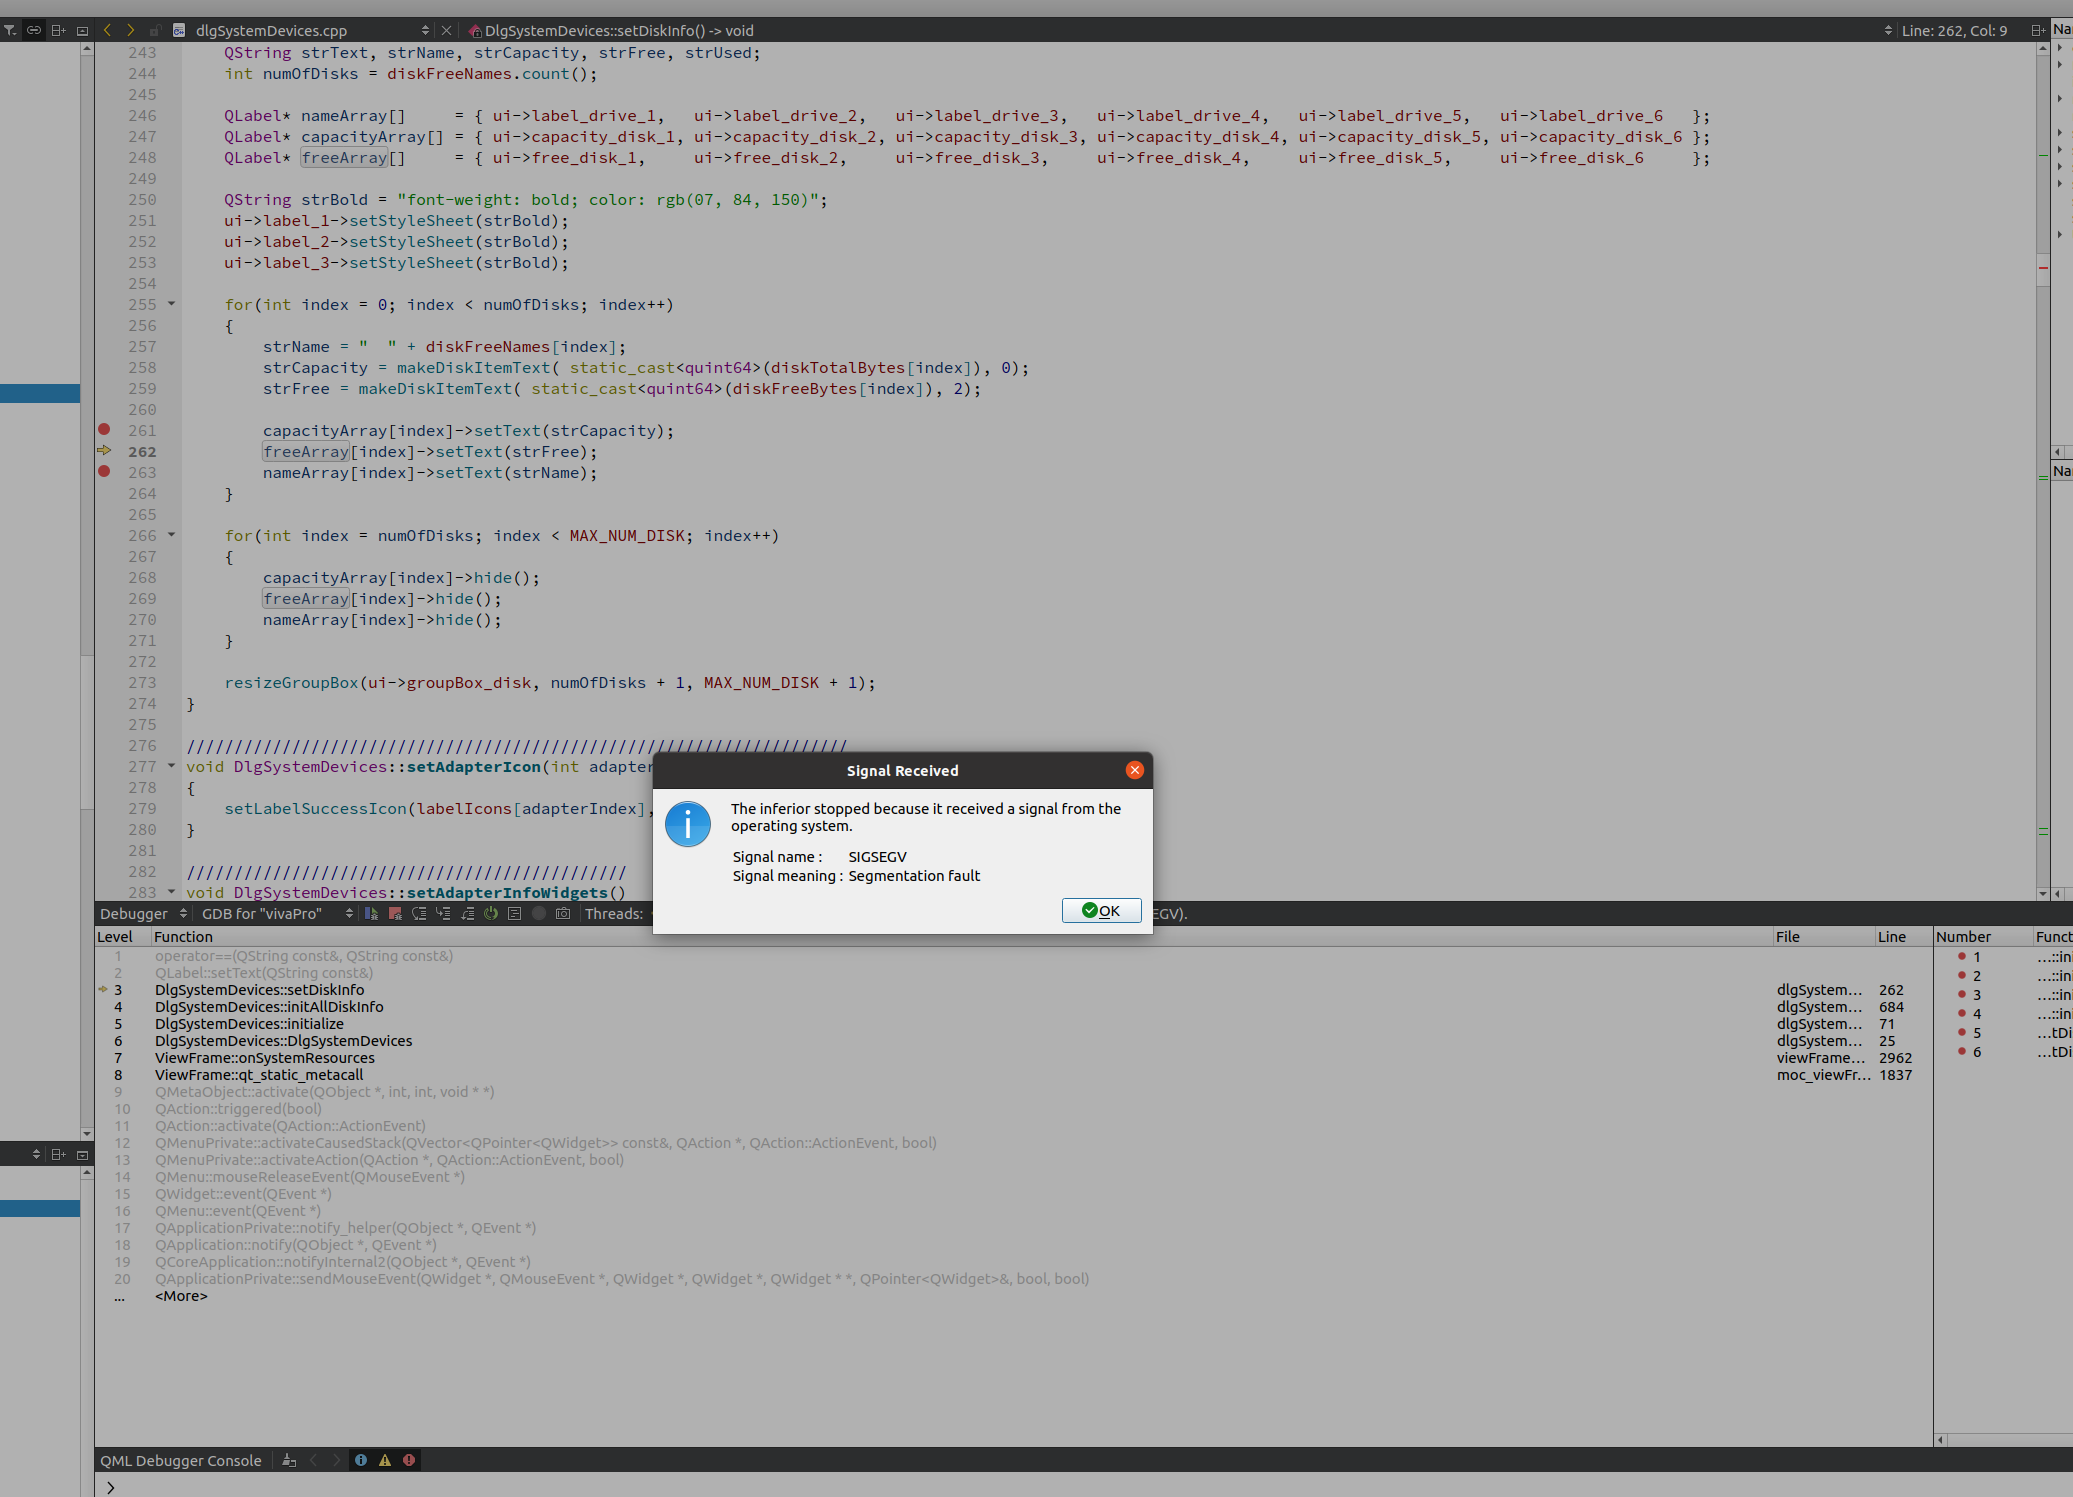 dlgSystemDevices.cpp DlgSystemDevices::setDiskInfo() -> void Line: 262, Col: 9
243 QString strText, strName, strCapacity, strFree, strUsed;
244 int numOfDisks = diskFreeNames.count();
245
246 QLabel* nameArray[] = { ui->label_drive_1, ui->label_drive_2, ui->label_drive_3, ui->label_drive_4, ui->label_drive_5, ui->label_drive_6 };
247 QLabel* capacityArray[] = { ui->capacity_disk_1, ui->capacity_disk_2, ui->capacity_disk_3, ui->capacity_disk_4, ui->capacity_disk_5, ui->capacity_disk_6 };
248 QLabel* freeArray[] = { ui->free_disk_1, ui->free_disk_2, ui->free_disk_3, ui->free_disk_4, ui->free_disk_5, ui->free_disk_6 };
249
250 QString strBold = "font-weight: bold; color: rgb(07, 84, 150)";
251 ui->label_1->setStyleSheet(strBold);
252 ui->label_2->setStyleSheet(strBold);
253 ui->label_3->setStyleSheet(strBold);
254
255 for(int index = 0; index < numOfDisks; index++)
256 {
257 strName = "  " + diskFreeNames[index];
258 strCapacity = makeDiskItemText( static_cast<quint64>(diskTotalBytes[index]), 0);
259 strFree = makeDiskItemText( static_cast<quint64>(diskFreeBytes[index]), 2);
260
261 capacityArray[index]->setText(strCapacity);
262 freeArray[index]->setText(strFree);
263 nameArray[index]->setText(strName);
264 }
265
266 for(int index = numOfDisks; index < MAX_NUM_DISK; index++)
267 {
268 capacityArray[index]->hide();
269 freeArray[index]->hide();
270 nameArray[index]->hide();
271 }
272
273 resizeGroupBox(ui->groupBox_disk, numOfDisks + 1, MAX_NUM_DISK + 1);
274 }
275
276 /////////////////////////////////////////////////////////////////////
277 void DlgSystemDevices::setAdapterIcon(int adapter
278 {
279 setLabelSuccessIcon(labelIcons[adapterIndex],
280 }
281
282 //////////////////////////////////////////////
283 void DlgSystemDevices::setAdapterInfoWidgets()
Signal Received
The inferior stopped because it received a signal from the
operating system.
Signal name : SIGSEGV
Signal meaning : Segmentation fault
OK
Debugger GDB for "vivaPro" Threads: EGV).
Level Function File Line Number Funct
1 operator==(QString const&, QString const&)
2 QLabel::setText(QString const&)
3 DlgSystemDevices::setDiskInfo dlgSystem… 262
4 DlgSystemDevices::initAllDiskInfo dlgSystem… 684
5 DlgSystemDevices::initialize dlgSystem… 71
6 DlgSystemDevices::DlgSystemDevices dlgSystem… 25
7 ViewFrame::onSystemResources viewFrame… 2962
8 ViewFrame::qt_static_metacall moc_viewFr… 1837
9 QMetaObject::activate(QObject *, int, int, void * *)
10 QAction::triggered(bool)
11 QAction::activate(QAction::ActionEvent)
12 QMenuPrivate::activateCausedStack(QVector<QPointer<QWidget>> const&, QAction *, QAction::ActionEvent, bool)
13 QMenuPrivate::activateAction(QAction *, QAction::ActionEvent, bool)
14 QMenu::mouseReleaseEvent(QMouseEvent *)
15 QWidget::event(QEvent *)
16 QMenu::event(QEvent *)
17 QApplicationPrivate::notify_helper(QObject *, QEvent *)
18 QApplication::notify(QObject *, QEvent *)
19 QCoreApplication::notifyInternal2(QObject *, QEvent *)
20 QApplicationPrivate::sendMouseEvent(QWidget *, QMouseEvent *, QWidget *, QWidget *, QWidget * *, QPointer<QWidget>&, bool, bool)
... <More>
1 …::ini
2 …::ini
3 …::ini
4 …::ini
5 …tDi
6 …tDi
Nar
Nar
QML Debugger Console
>